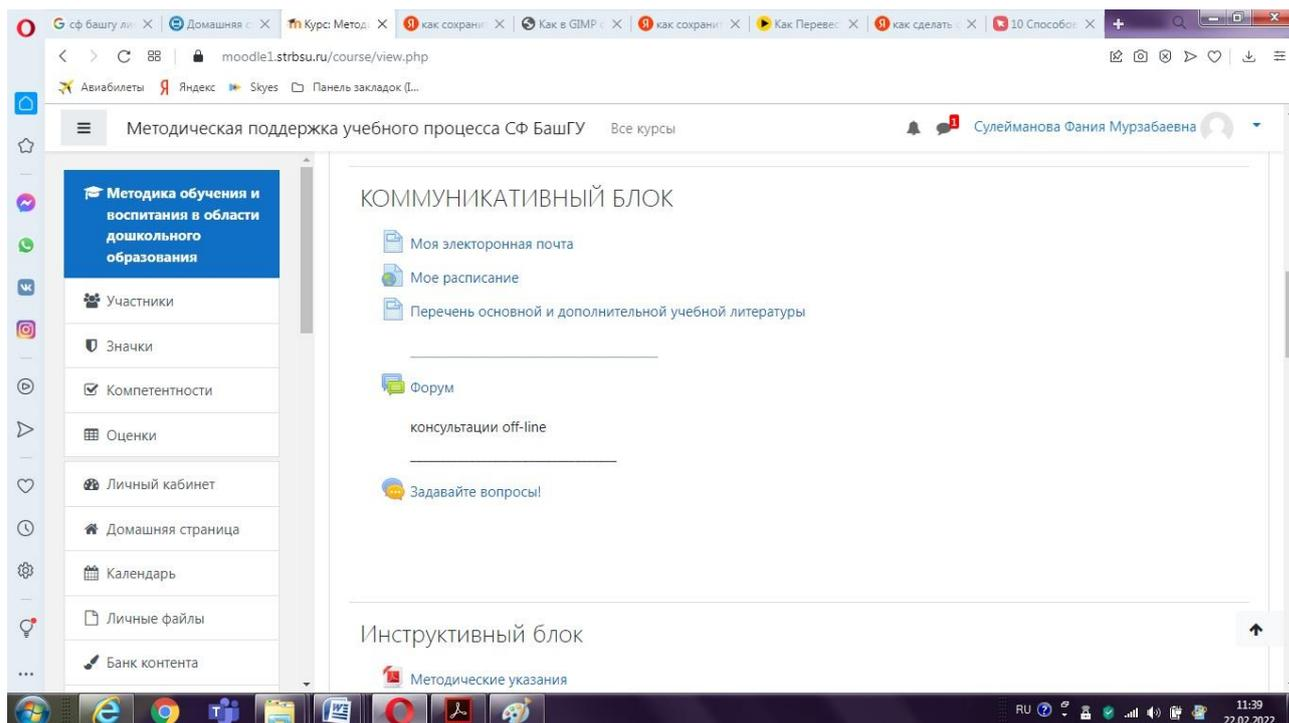 сф башгу ли
Домашняя с
Курс: Метод
как сохрани
Как в GIMP с
как сохрани
Как Перевес
как сделать с
10 Способов
moodle1.strbsu.ru/course/view.php
Авиабилеты Яндекс Skyes Панель закладок (I...
Методическая поддержка учебного процесса СФ БашГУ Все курсы
1
Сулейманова Фания Мурзабаевна
Методика обучения и
воспитания в области
дошкольного
образования
Участники
Значки
Компетентности
Оценки
Личный кабинет
Домашняя страница
Календарь
Личные файлы
Банк контента
КОММУНИКАТИВНЫЙ БЛОК
Моя электоронная почта
Мое расписание
Перечень основной и дополнительной учебной литературы
Форум
консультации off-line
Задавайте вопросы!
Инструктивный блок
Методические указания
RU
11:39
22.02.2022